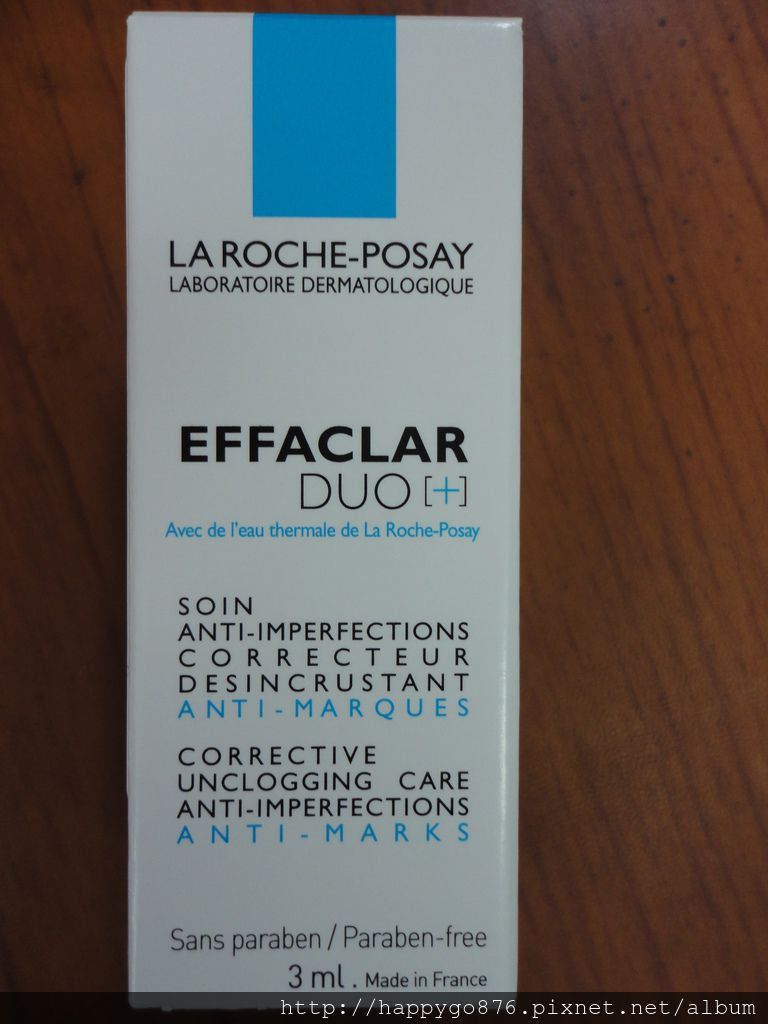 LA ROCHE-POSAY
LABORATOIRE DERMATOLOGIQUE
EFFACLAR
DUO [+]
Avec de l'eau thermale de La Roche-Posay
SOIN
ANTI-IMPERFECTIONS
CORRECTEUR
DESINCRUSTANT
ANTI-MARQUES
CORRECTIVE
UNCLOGGING CARE
ANTI-IMPERFECTIONS
ANTI-MARKS
Sans paraben / Paraben-free
3 ml. Made in France
http://happygo876.pixnet.net/album